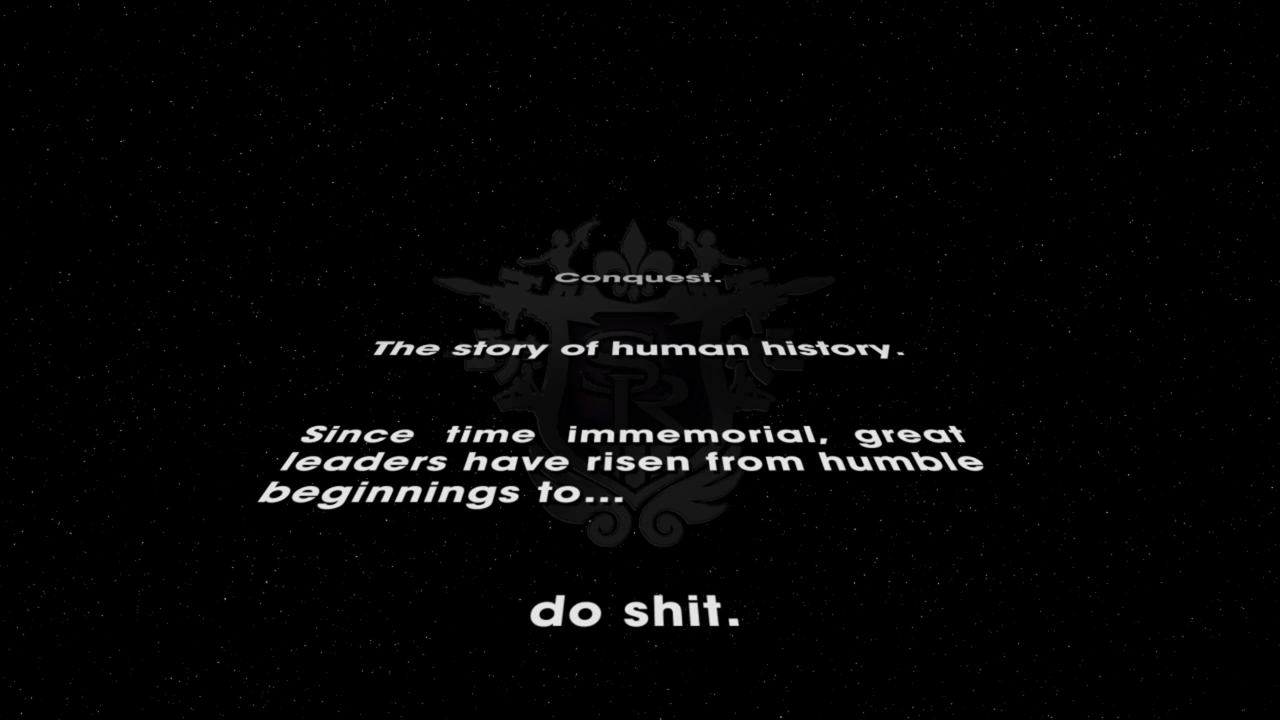 Conquest.
The story of human history.
Since time immemorial, great
leaders have risen from humble
beginnings to...
do shit.
SR